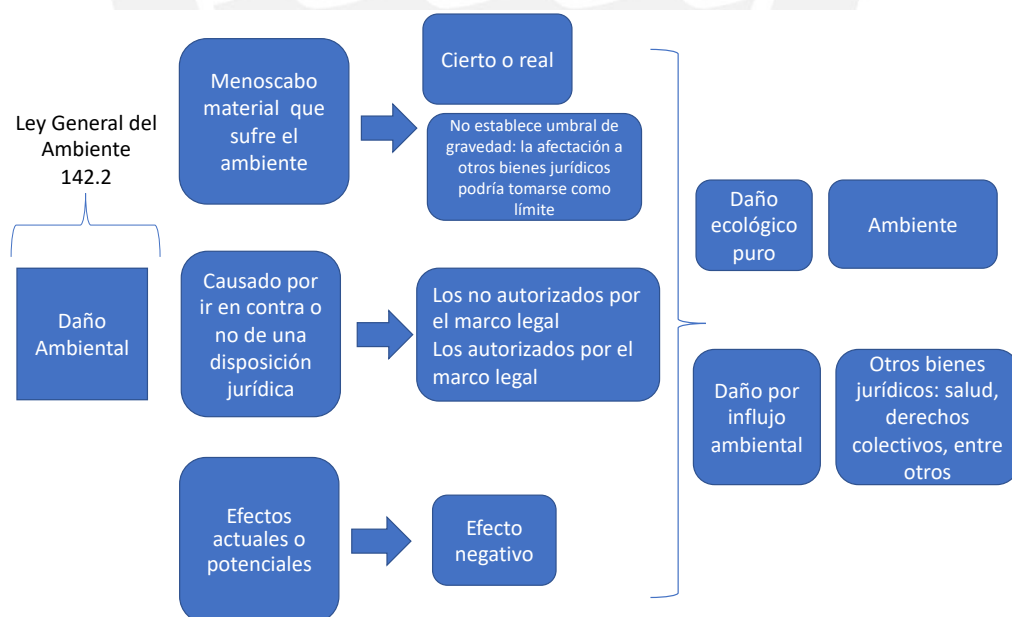 Ley General del
Ambiente
142.2
Daño
Ambiental
Menoscabo
material que
sufre el
ambiente
Cierto o real
No establece umbral de
gravedad: la afectación a
otros bienes jurídicos
podría tomarse como
límite
Causado por
ir en contra o
no de una
disposición
jurídica
Los no autorizados por
el marco legal
Los autorizados por el
marco legal
Efectos
actuales o
potenciales
Efecto
negativo
Daño
ecológico
puro
Ambiente
Daño por
influjo
ambiental
Otros bienes
jurídicos: salud,
derechos
colectivos, entre
otros